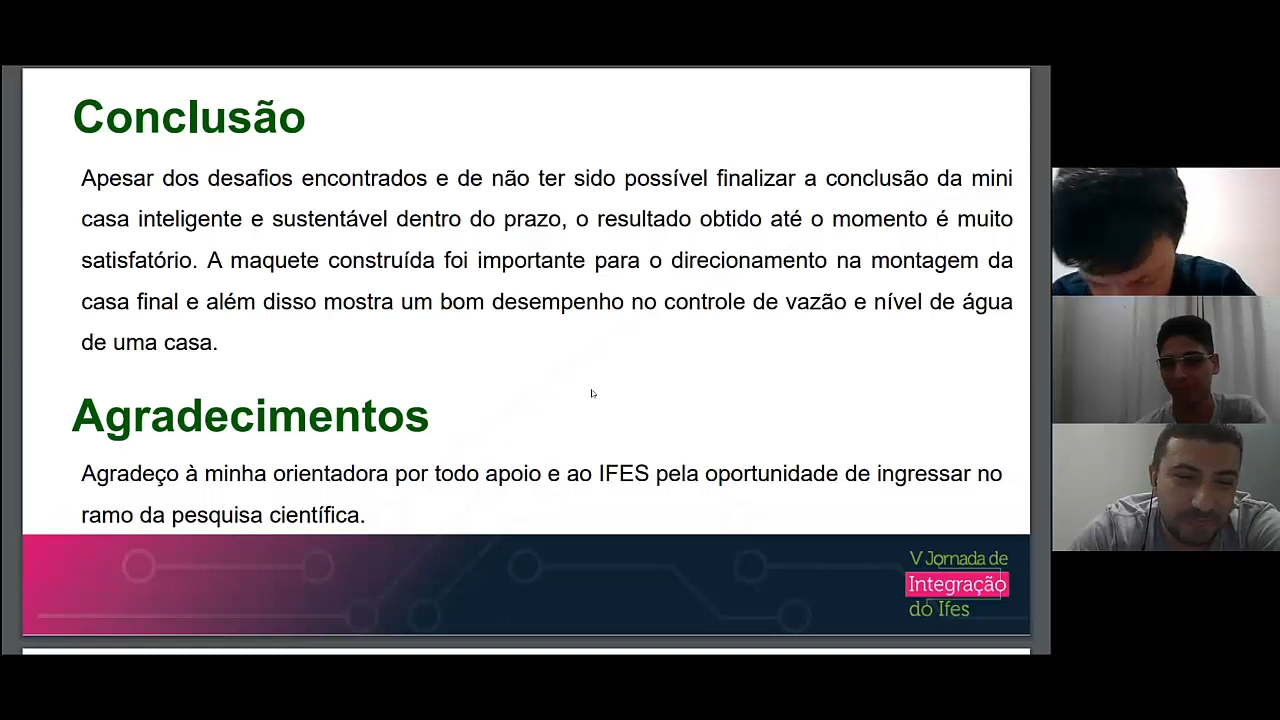 Conclusão
Apesar dos desafios encontrados e de não ter sido possível finalizar a conclusão da mini
casa inteligente e sustentável dentro do prazo, o resultado obtido até o momento é muito
satisfatório. A maquete construída foi importante para o direcionamento na montagem da
casa final e além disso mostra um bom desempenho no controle de vazão e nível de água
de uma casa.
Agradecimentos
Agradeço à minha orientadora por todo apoio e ao IFES pela oportunidade de ingressar no
ramo da pesquisa científica.
V Jornada de
Integração
do Ifes